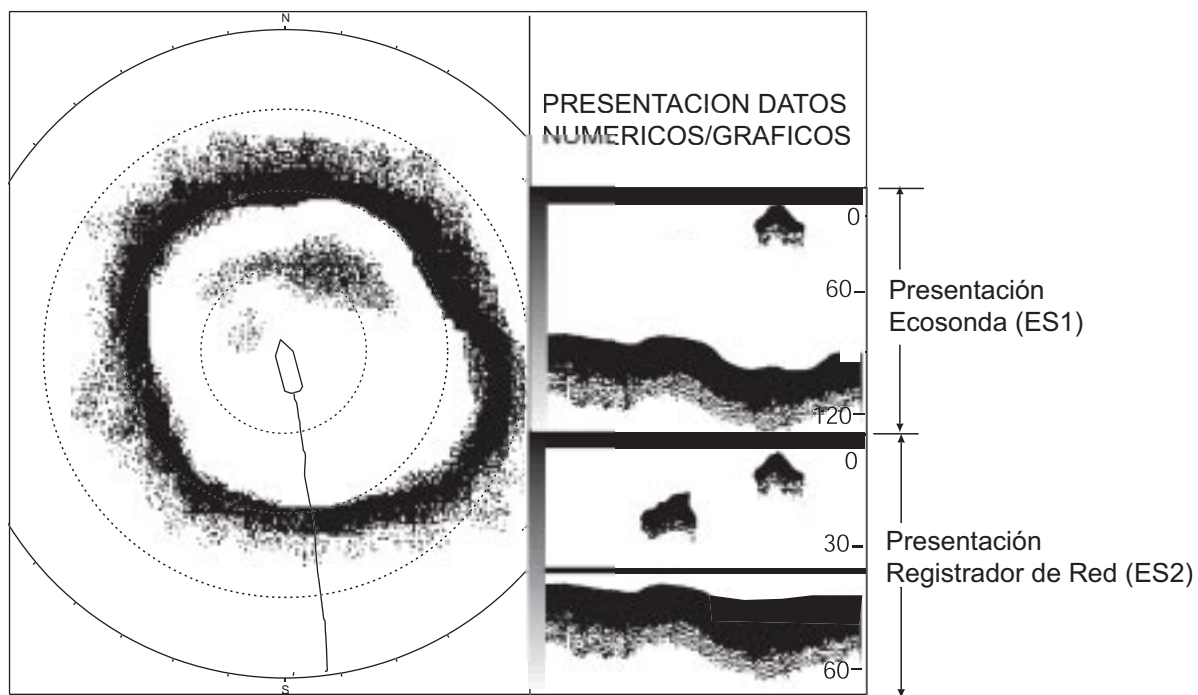 N
PRESENTACION DATOS
NUMERICOS/GRAFICOS
0
60
120
Presentación
Ecosonda (ES1)
0
30
60
Presentación
Registrador de Red (ES2)
S